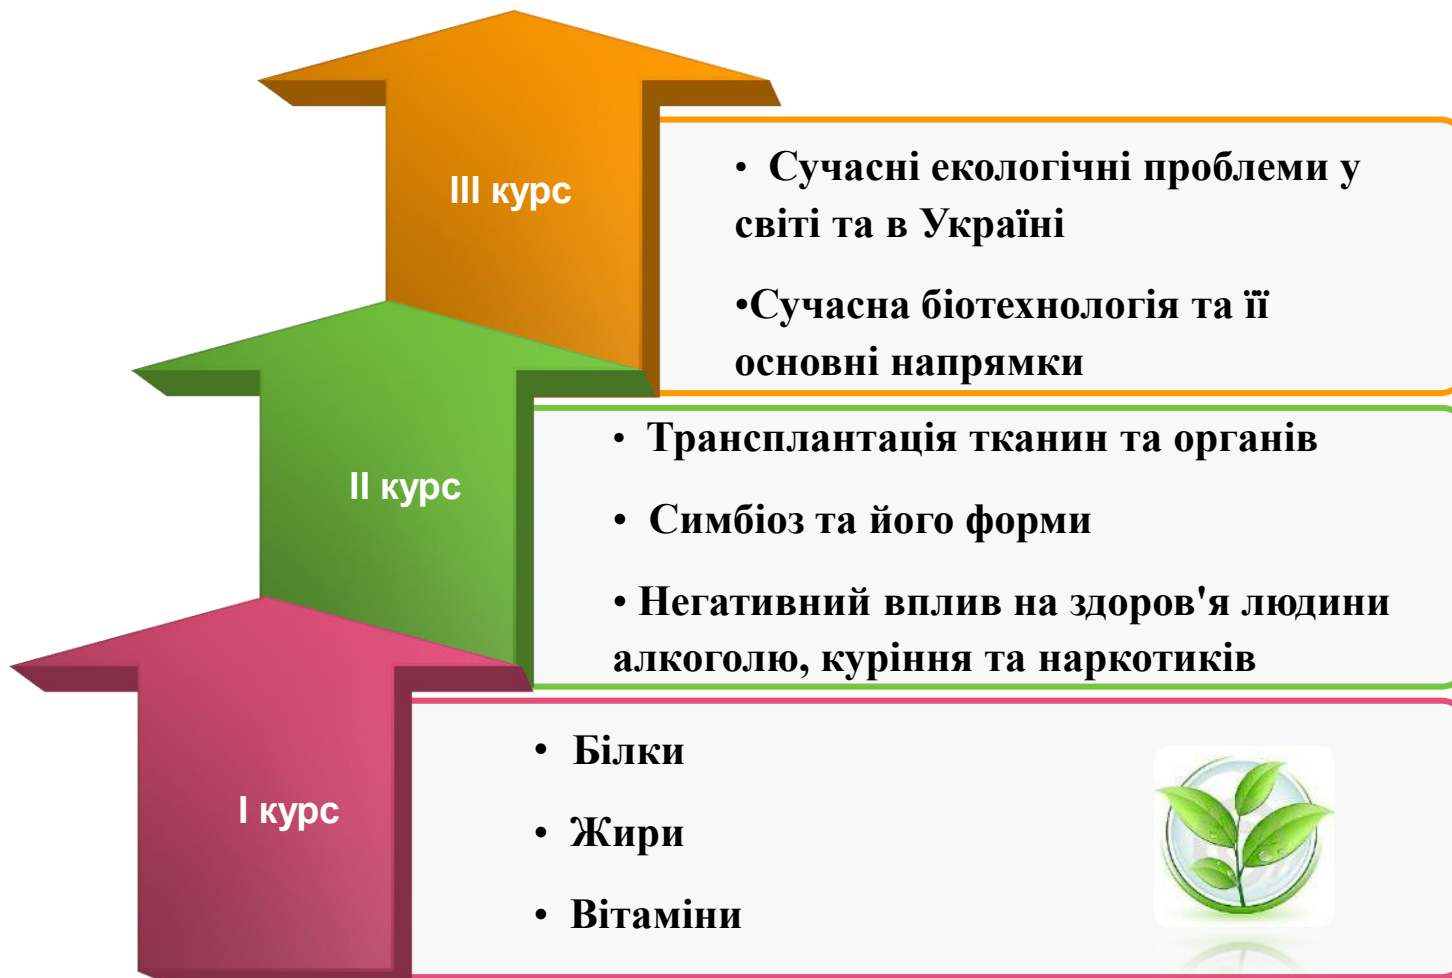 III курс
• Сучасні екологічні проблеми у
світі та в Україні
•Сучасна біотехнологія та її
основні напрямки
II курс
• Трансплантація тканин та органів
• Симбіоз та його форми
• Негативний вплив на здоров'я людини
алкоголю, куріння та наркотиків
I курс
• Білки
• Жири
• Вітаміни